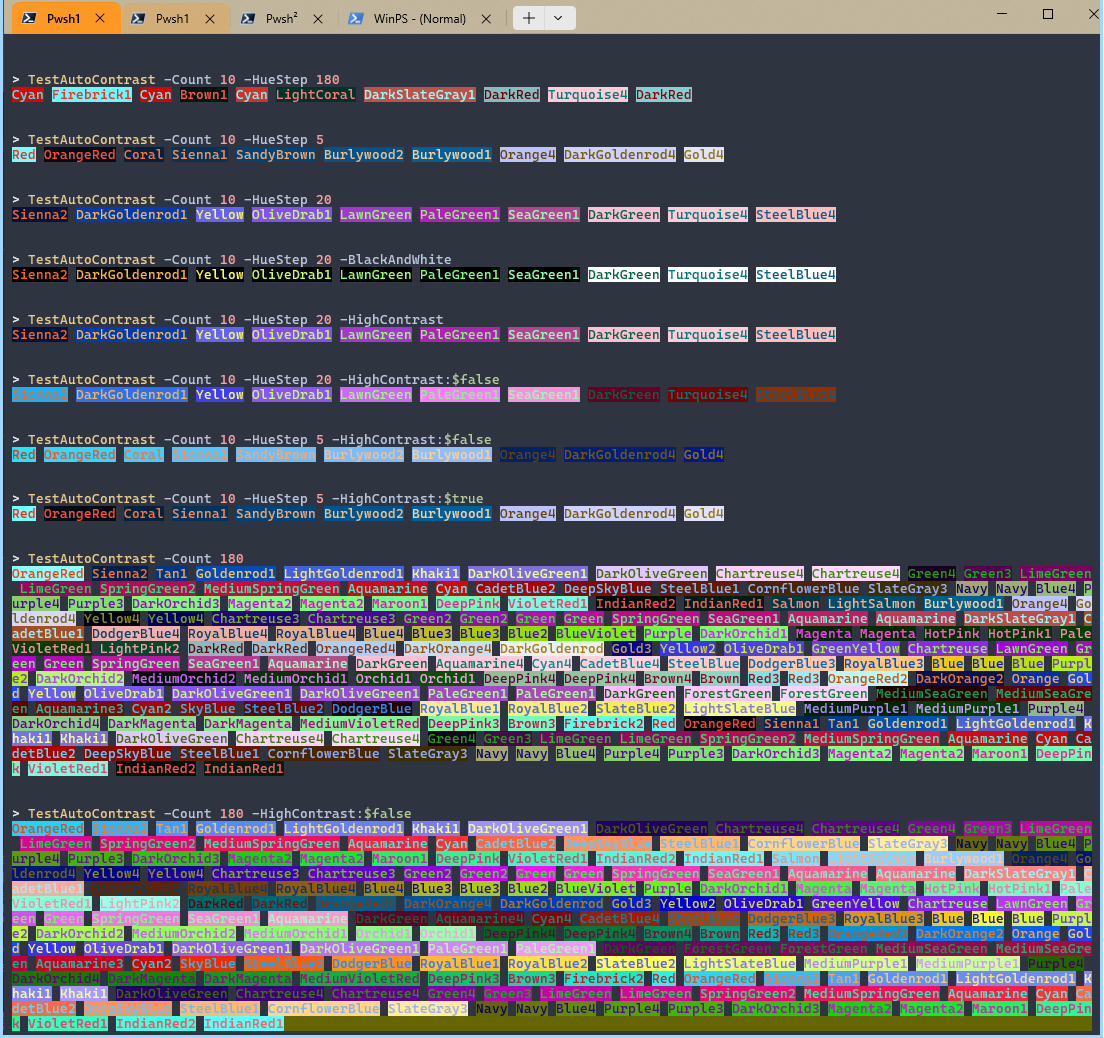 Pwsh1 Pwsh1 Pwsh² WinPS - (Normal)
> TestAutoContrast -Count 10 -HueStep 180
Cyan Firebrick1 Cyan Brown1 Cyan LightCoral DarkSlateGray1 DarkRed Turquoise4 DarkRed
> TestAutoContrast -Count 10 -HueStep 5
Red OrangeRed Coral Sienna1 SandyBrown Burlywood2 Burlywood1 Orange4 DarkGoldenrod4 Gold4
> TestAutoContrast -Count 10 -HueStep 20
Sienna2 DarkGoldenrod1 Yellow OliveDrab1 LawnGreen PaleGreen1 SeaGreen1 DarkGreen Turquoise4 SteelBlue4
> TestAutoContrast -Count 10 -HueStep 20 -BlackAndWhite
Sienna2 DarkGoldenrod1 Yellow OliveDrab1 LawnGreen PaleGreen1 SeaGreen1 DarkGreen Turquoise4 SteelBlue4
> TestAutoContrast -Count 10 -HueStep 20 -HighContrast
Sienna2 DarkGoldenrod1 Yellow OliveDrab1 LawnGreen PaleGreen1 SeaGreen1 DarkGreen Turquoise4 SteelBlue4
> TestAutoContrast -Count 10 -HueStep 20 -HighContrast:$false
Sienna2 DarkGoldenrod1 Yellow OliveDrab1 LawnGreen PaleGreen1 SeaGreen1 DarkGreen Turquoise4 SteelBlue4
> TestAutoContrast -Count 10 -HueStep 5 -HighContrast:$false
Red OrangeRed Coral Sienna1 SandyBrown Burlywood2 Burlywood1 Orange4 DarkGoldenrod4 Gold4
> TestAutoContrast -Count 10 -HueStep 5 -HighContrast:$true
Red OrangeRed Coral Sienna1 SandyBrown Burlywood2 Burlywood1 Orange4 DarkGoldenrod4 Gold4
> TestAutoContrast -Count 180
OrangeRed Sienna2 Tan1 Goldenrod1 LightGoldenrod1 Khaki1 DarkOliveGreen1 DarkOliveGreen Chartreuse4 Chartreuse4 Green4 Green3 LimeGreen
LimeGreen SpringGreen2 MediumSpringGreen Aquamarine Cyan CadetBlue2 DeepSkyBlue SteelBlue1 CornflowerBlue SlateGray3 Navy Navy Blue4 P
urple4 Purple3 DarkOrchid3 Magenta2 Magenta2 Maroon1 DeepPink VioletRed1 IndianRed2 IndianRed1 Salmon LightSalmon Burlywood1 Orange4 Go
ldenrod4 Yellow4 Yellow4 Chartreuse3 Chartreuse3 Green2 Green2 Green Green SpringGreen SeaGreen1 Aquamarine Aquamarine DarkSlateGray1 C
adetBlue1 DodgerBlue4 RoyalBlue4 RoyalBlue4 Blue4 Blue3 Blue3 Blue2 BlueViolet Purple DarkOrchid1 Magenta Magenta HotPink HotPink1 Pale
VioletRed1 LightPink2 DarkRed DarkRed OrangeRed4 DarkOrange4 DarkGoldenrod Gold3 Yellow2 OliveDrab1 GreenYellow Chartreuse LawnGreen Gr
een Green SpringGreen SeaGreen1 Aquamarine DarkGreen Aquamarine4 Cyan4 CadetBlue4 SteelBlue DodgerBlue3 RoyalBlue3 Blue Blue Blue Purpl
e2 DarkOrchid2 MediumOrchid2 MediumOrchid1 Orchid1 Orchid1 DeepPink4 DeepPink4 Brown4 Brown Red3 Red3 OrangeRed2 DarkOrange2 Orange Gol
d Yellow OliveDrab1 DarkOliveGreen1 DarkOliveGreen1 PaleGreen1 PaleGreen1 DarkGreen ForestGreen ForestGreen MediumSeaGreen MediumSeaGre
en Aquamarine3 Cyan2 SkyBlue SteelBlue2 DodgerBlue RoyalBlue1 RoyalBlue2 SlateBlue2 LightSlateBlue MediumPurple1 MediumPurple1 Purple4
DarkOrchid4 DarkMagenta DarkMagenta MediumVioletRed DeepPink3 Brown3 Firebrick2 Red OrangeRed Sienna1 Tan1 Goldenrod1 LightGoldenrod1 K
haki1 Khaki1 DarkOliveGreen Chartreuse4 Chartreuse4 Green4 Green3 LimeGreen LimeGreen SpringGreen2 MediumSpringGreen Aquamarine Cyan Ca
detBlue2 DeepSkyBlue SteelBlue1 CornflowerBlue SlateGray3 Navy Navy Blue4 Purple4 Purple3 DarkOrchid3 Magenta2 Magenta2 Maroon1 DeepPin
k VioletRed1 IndianRed2 IndianRed1
> TestAutoContrast -Count 180 -HighContrast:$false
OrangeRed Sienna2 Tan1 Goldenrod1 LightGoldenrod1 Khaki1 DarkOliveGreen1 DarkOliveGreen Chartreuse4 Chartreuse4 Green4 Green3 LimeGreen
LimeGreen SpringGreen2 MediumSpringGreen Aquamarine Cyan CadetBlue2 DeepSkyBlue SteelBlue1 CornflowerBlue SlateGray3 Navy Navy Blue4 P
urple4 Purple3 DarkOrchid3 Magenta2 Magenta2 Maroon1 DeepPink VioletRed1 IndianRed2 IndianRed1 Salmon LightSalmon Burlywood1 Orange4 Go
ldenrod4 Yellow4 Yellow4 Chartreuse3 Chartreuse3 Green2 Green2 Green Green SpringGreen SeaGreen1 Aquamarine Aquamarine DarkSlateGray1 C
adetBlue1 DodgerBlue4 RoyalBlue4 RoyalBlue4 Blue4 Blue3 Blue3 Blue2 BlueViolet Purple DarkOrchid1 Magenta Magenta HotPink HotPink1 Pale
VioletRed1 LightPink2 DarkRed DarkRed OrangeRed4 DarkOrange4 DarkGoldenrod Gold3 Yellow2 OliveDrab1 GreenYellow Chartreuse LawnGreen Gr
een Green SpringGreen SeaGreen1 Aquamarine DarkGreen Aquamarine4 Cyan4 CadetBlue4 SteelBlue DodgerBlue3 RoyalBlue3 Blue Blue Blue Purpl
e2 DarkOrchid2 MediumOrchid2 MediumOrchid1 Orchid1 Orchid1 DeepPink4 DeepPink4 Brown4 Brown Red3 Red3 OrangeRed2 DarkOrange2 Orange Gol
d Yellow OliveDrab1 DarkOliveGreen1 DarkOliveGreen1 PaleGreen1 PaleGreen1 DarkGreen ForestGreen ForestGreen MediumSeaGreen MediumSeaGre
en Aquamarine3 Cyan2 SkyBlue SteelBlue2 DodgerBlue RoyalBlue1 RoyalBlue2 SlateBlue2 LightSlateBlue MediumPurple1 MediumPurple1 Purple4
DarkOrchid4 DarkMagenta DarkMagenta MediumVioletRed DeepPink3 Brown3 Firebrick2 Red OrangeRed Sienna1 Tan1 Goldenrod1 LightGoldenrod1 K
haki1 Khaki1 DarkOliveGreen Chartreuse4 Chartreuse4 Green4 Green3 LimeGreen LimeGreen SpringGreen2 MediumSpringGreen Aquamarine Cyan Ca
detBlue2 DeepSkyBlue SteelBlue1 CornflowerBlue SlateGray3 Navy Navy Blue4 Purple4 Purple3 DarkOrchid3 Magenta2 Magenta2 Maroon1 DeepPin
k VioletRed1 IndianRed2 IndianRed1